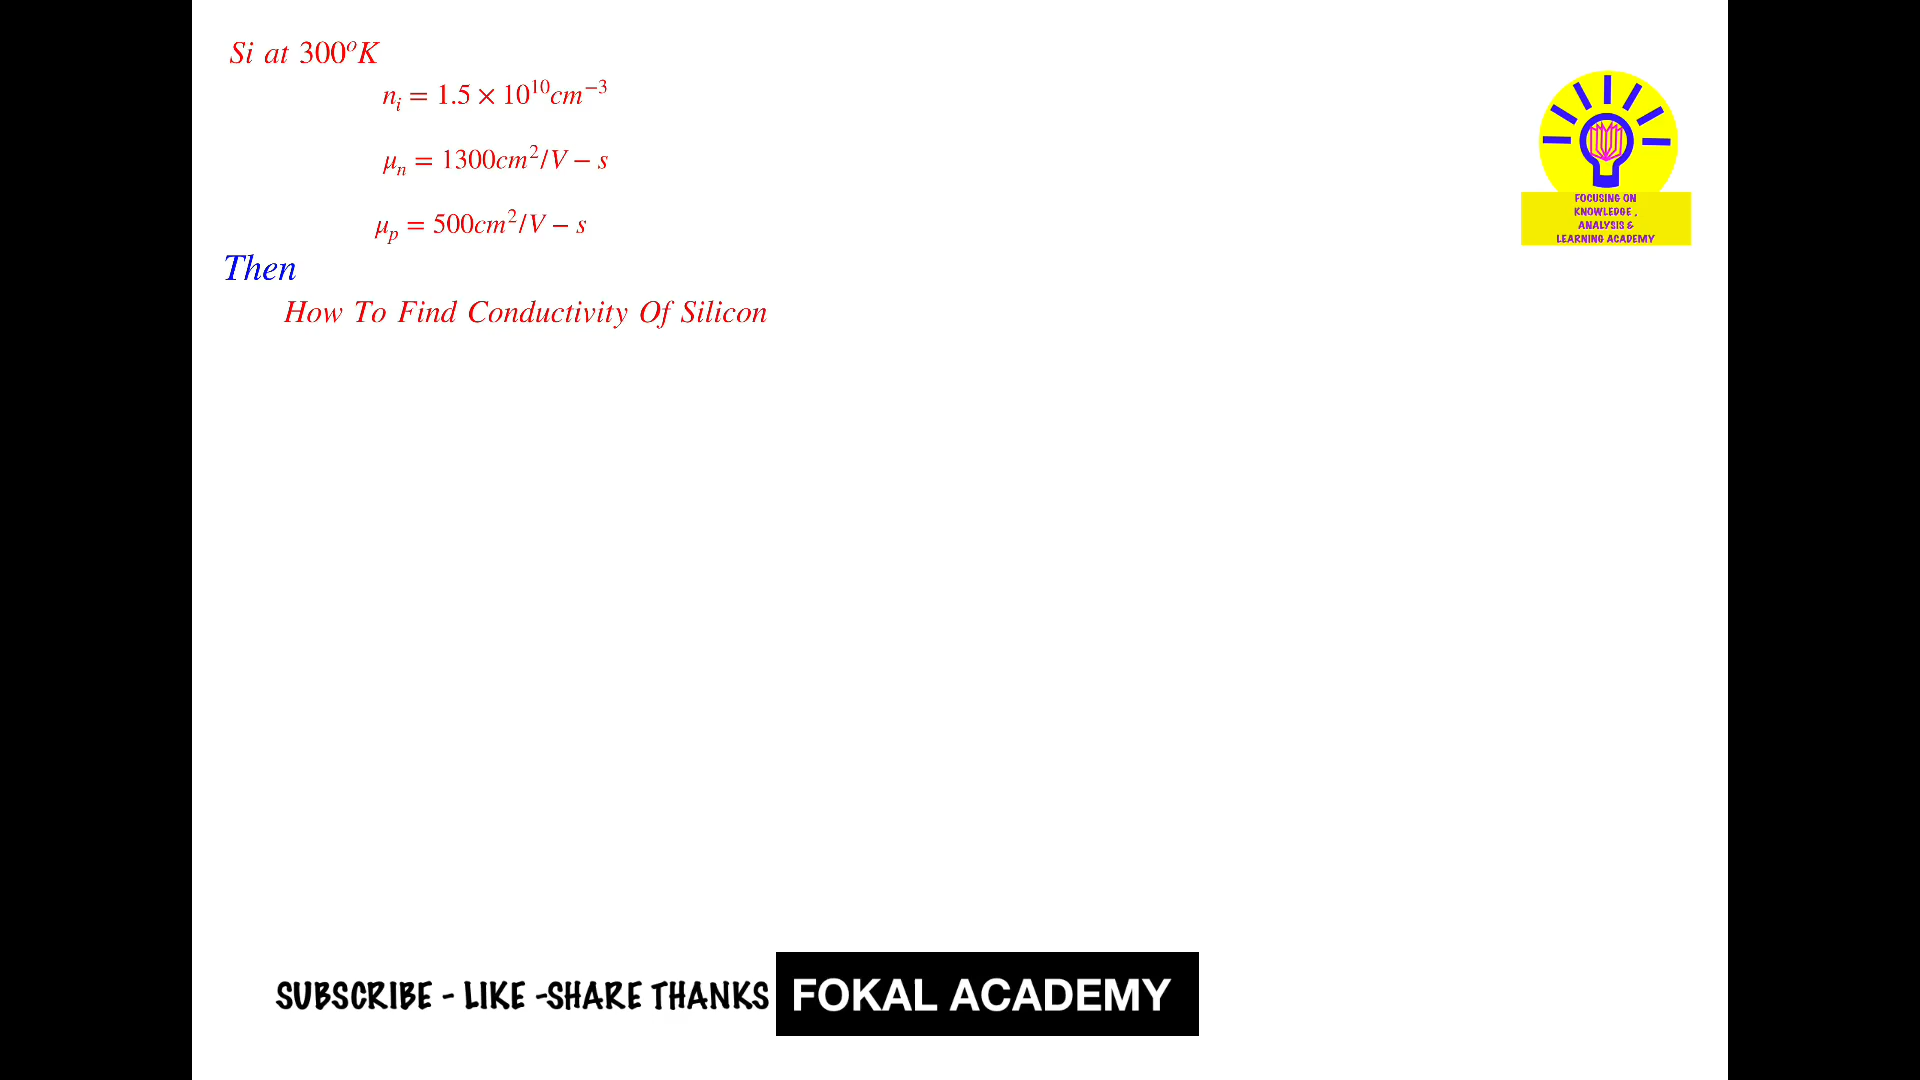 Si at 300°K
nᵢ = 1.5 × 10¹⁰cm⁻³
μₙ = 1300cm²/V − s
μₚ = 500cm²/V − s
Then
How To Find Conductivity Of Silicon
FOCUSING ON
KNOWLEDGE ,
ANALYSIS &
LEARNING ACADEMY
SUBSCRIBE - LIKE -SHARE THANKS FOKAL ACADEMY